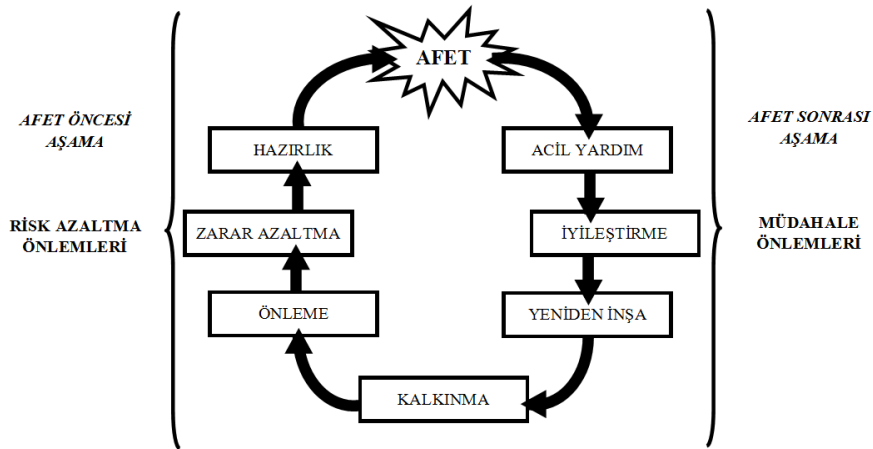 AFET
AFET ÖNCESİ
AŞAMA
RİSK AZALTMA
ÖNLEMLERİ
HAZIRLIK
ZARAR AZALTMA
ÖNLEME
KALKINMA
ACİL YARDIM
İYİLEŞTİRME
YENİDEN İNŞA
AFET SONRASI
AŞAMA
MÜDAHALE
ÖNLEMLERİ